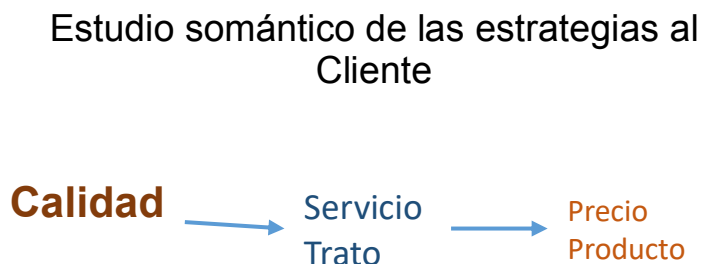 Estudio somántico de las estrategias al
Cliente
Calidad
Servicio
Trato
Precio
Producto